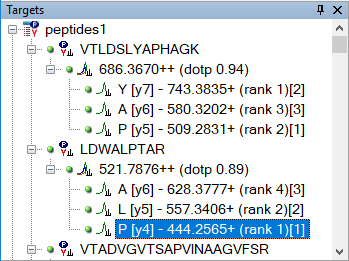 Targets
peptides1
VTLDSLYAPHAGK
686.3670++ (dotp 0.94)
Y [y7] - 743.3835+ (rank 1)[2]
A [y6] - 580.3202+ (rank 3)[3]
P [y5] - 509.2831+ (rank 2)[1]
LDWALPTAR
521.7876++ (dotp 0.89)
A [y6] - 628.3777+ (rank 4)[3]
L [y5] - 557.3406+ (rank 2)[2]
P [y4] - 444.2565+ (rank 1)[1]
VTADVGVTSAPVINAAGVFSR